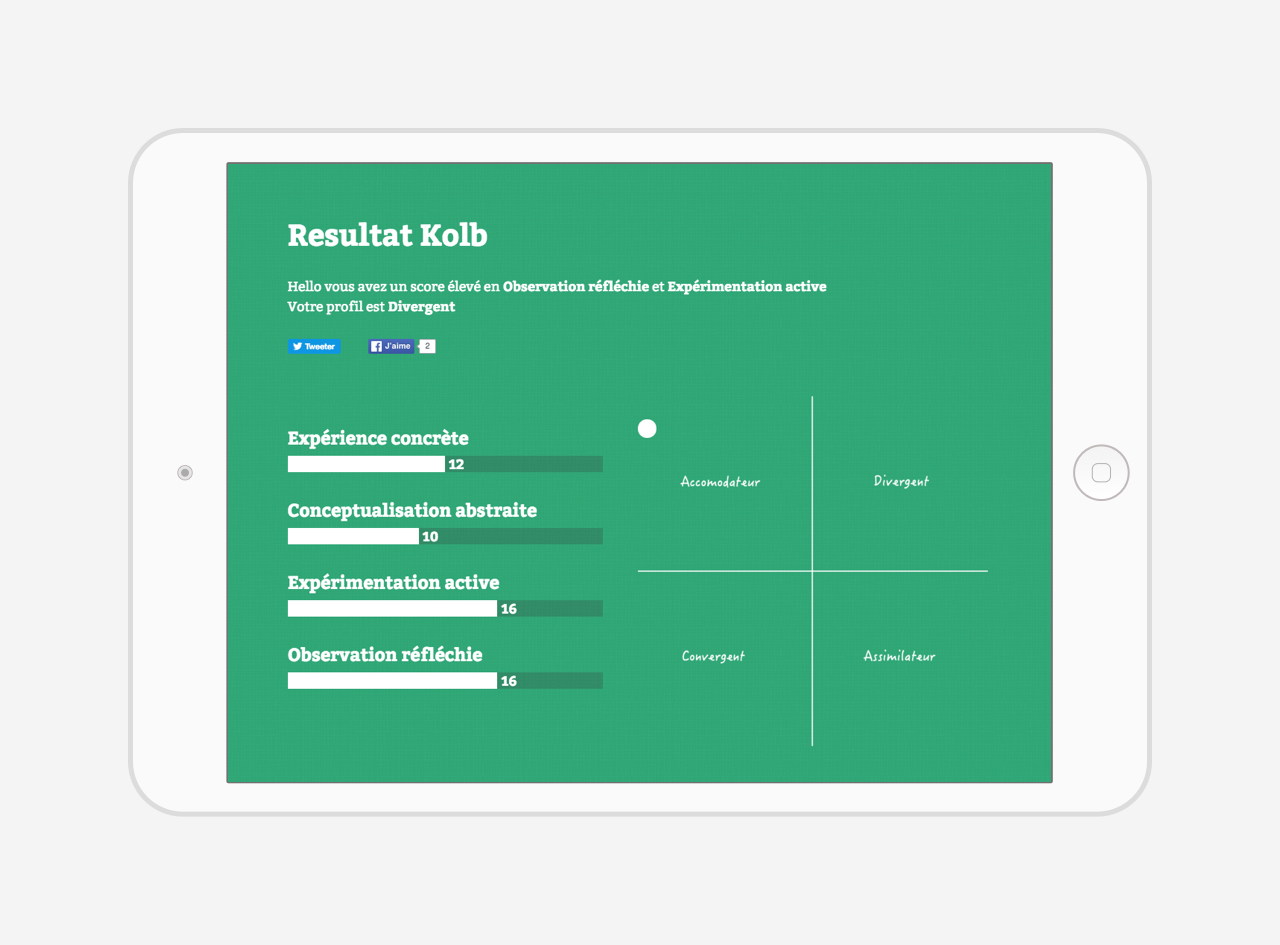 Resultat Kolb
Hello vous avez un score élevé en Observation réfléchie et Expérimentation active
Votre profil est Divergent
Tweeter
J'aime
2
Expérience concrète
12
Conceptualisation abstraite
10
Expérimentation active
16
Observation réfléchie
16
Accomodateur
Divergent
Convergent
Assimilateur